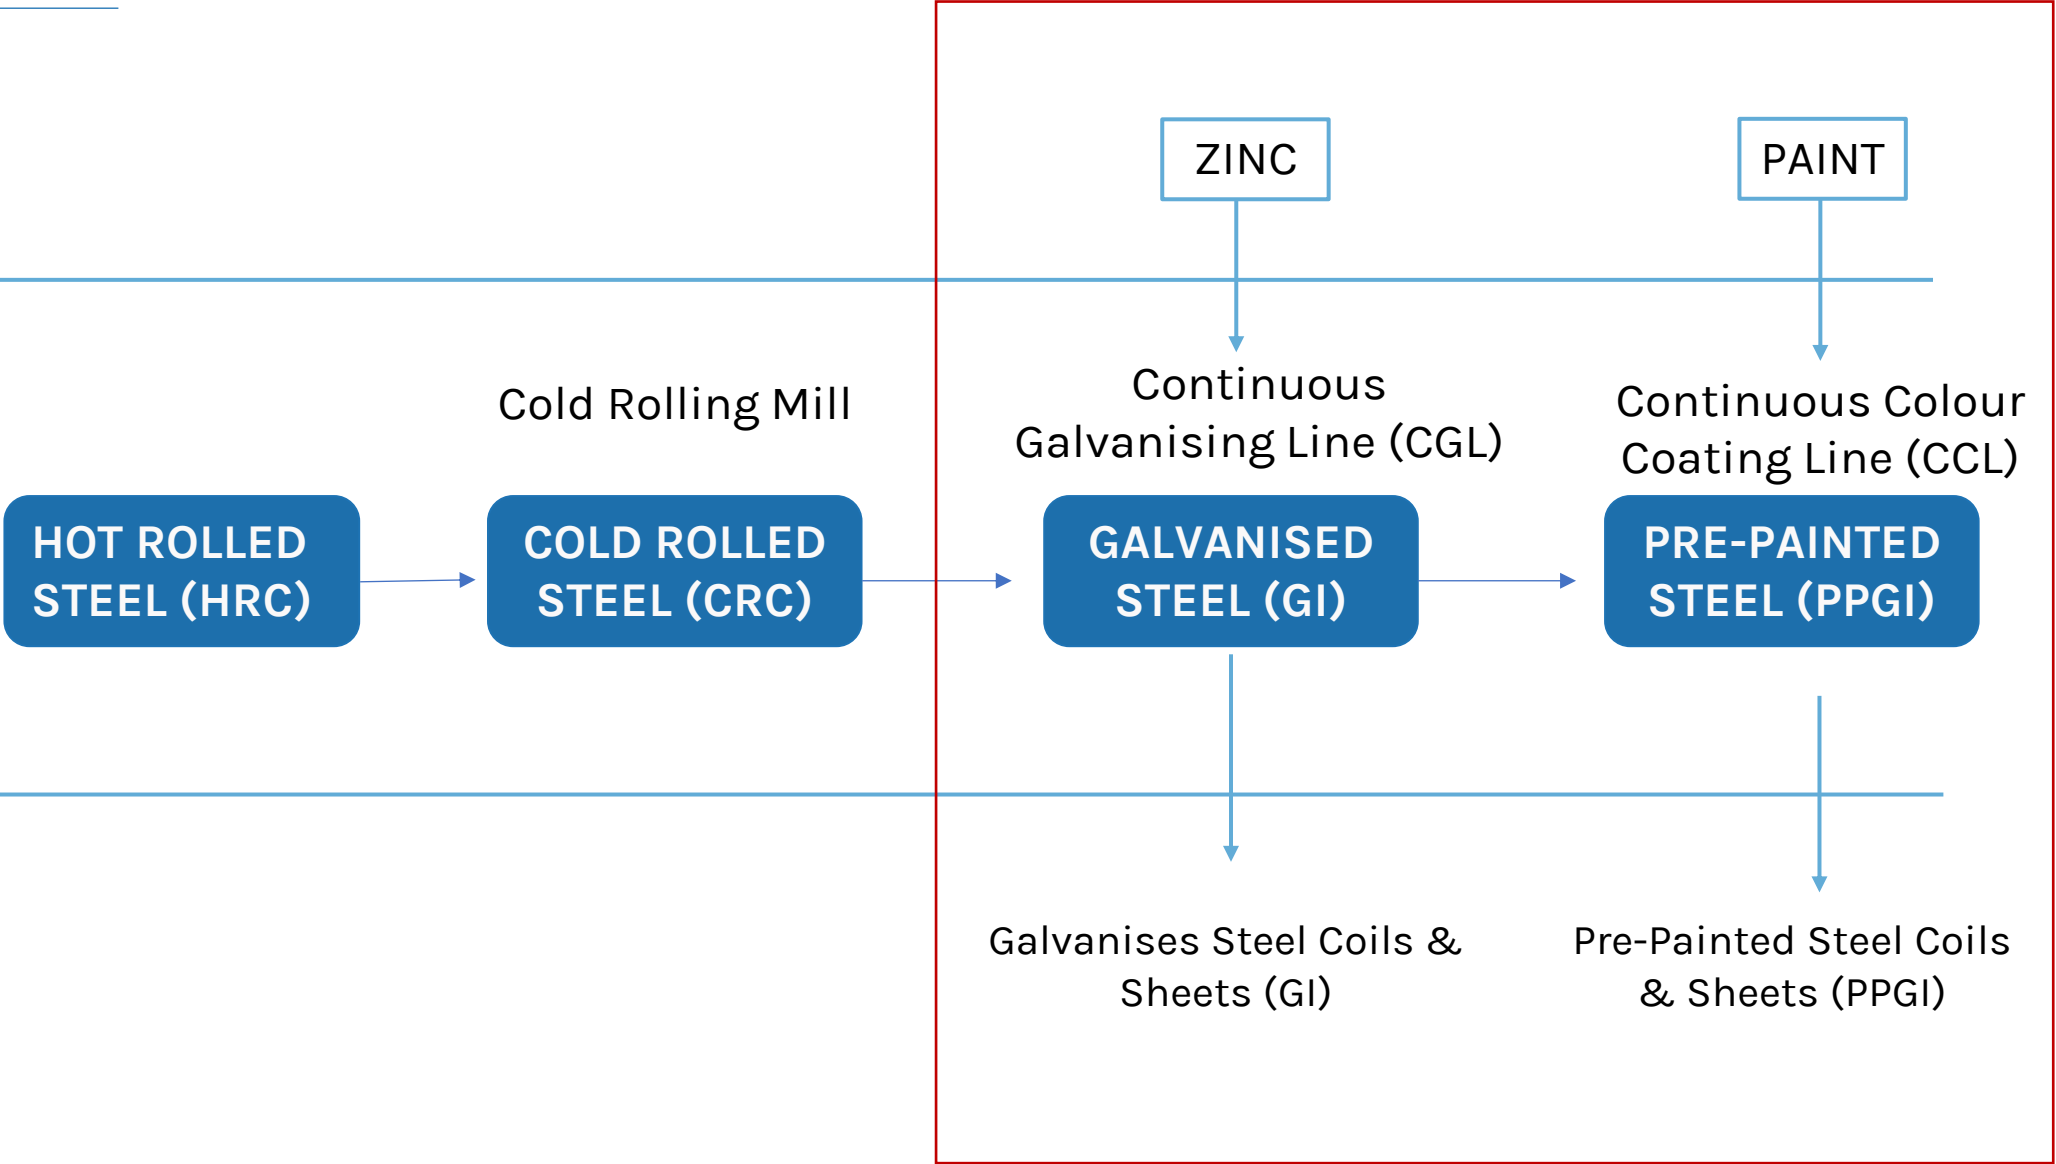 ZINC
PAINT
Cold Rolling Mill
Continuous
Galvanising Line (CGL)
Continuous Colour
Coating Line (CCL)
HOT ROLLED
STEEL (HRC)
COLD ROLLED
STEEL (CRC)
GALVANISED
STEEL (GI)
PRE-PAINTED
STEEL (PPGI)
Galvanises Steel Coils &
Sheets (GI)
Pre-Painted Steel Coils
& Sheets (PPGI)